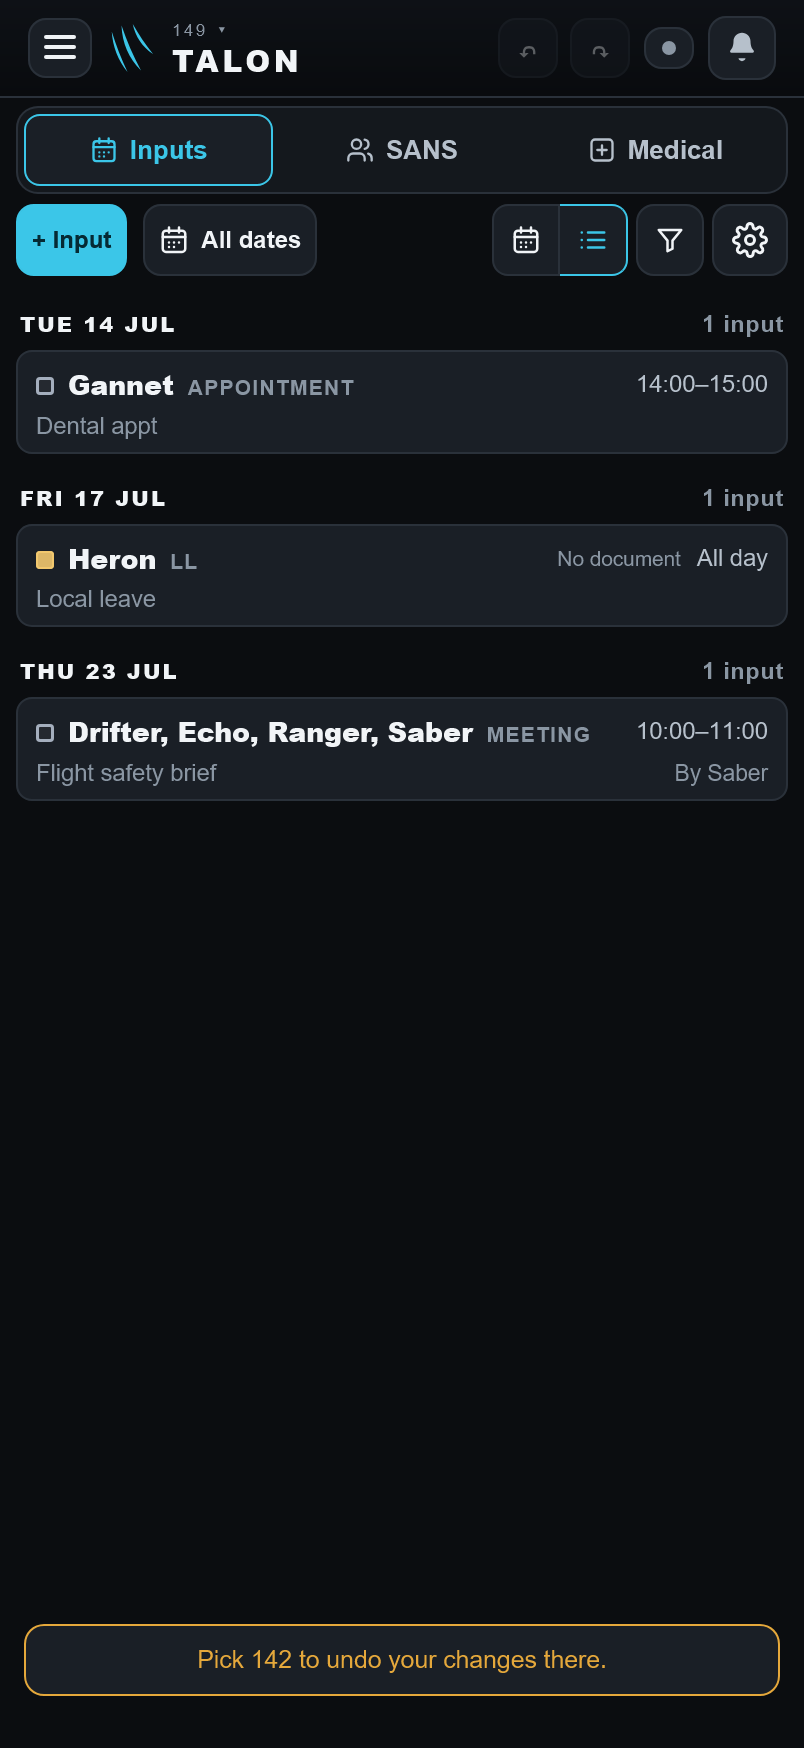 149 ▾
TALON
Inputs
SANS
Medical
+ Input
All dates
TUE 14 JUL
1 input
Gannet APPOINTMENT
14:00–15:00
Dental appt
FRI 17 JUL
1 input
Heron LL
No document All day
Local leave
THU 23 JUL
1 input
Drifter, Echo, Ranger, Saber MEETING
10:00–11:00
Flight safety brief
By Saber
Pick 142 to undo your changes there.